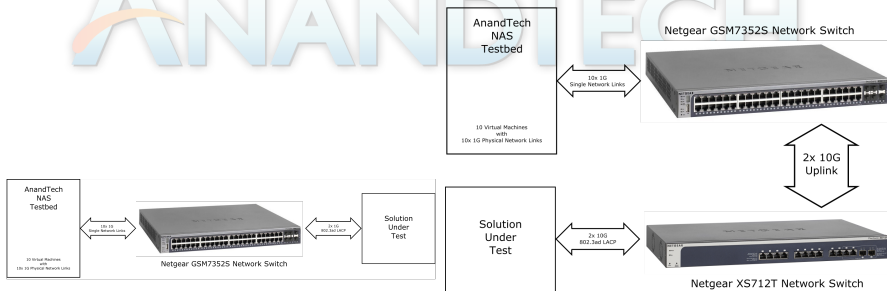 ANANDTECH
AnandTech
NAS
Testbed
10 Virtual Machines
with
10x 1G Physical Network Links
10x 1G
Single Network Links
Netgear GSM7352S Network Switch
2x 10G
Uplink
AnandTech
NAS
Testbed
10 Virtual Machines
with
10x 1G Physical Network Links
10x 1G
Single Network Links
Netgear GSM7352S Network Switch
2x 1G
802.3ad LACP
Solution
Under
Test
Solution
Under
Test
2x 10G
802.3ad LACP
NETGEAR
Netgear XS712T Network Switch